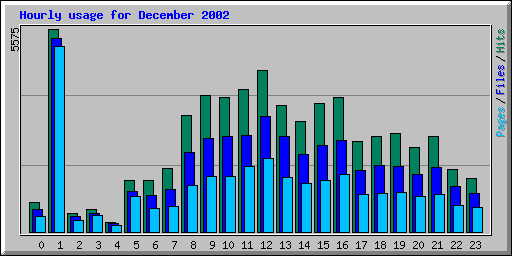 Hourly usage for December 2002
5575
Pages / Files / Hits
0 1 2 3 4 5 6 7 8 9 10 11 12 13 14 15 16 17 18 19 20 21 22 23